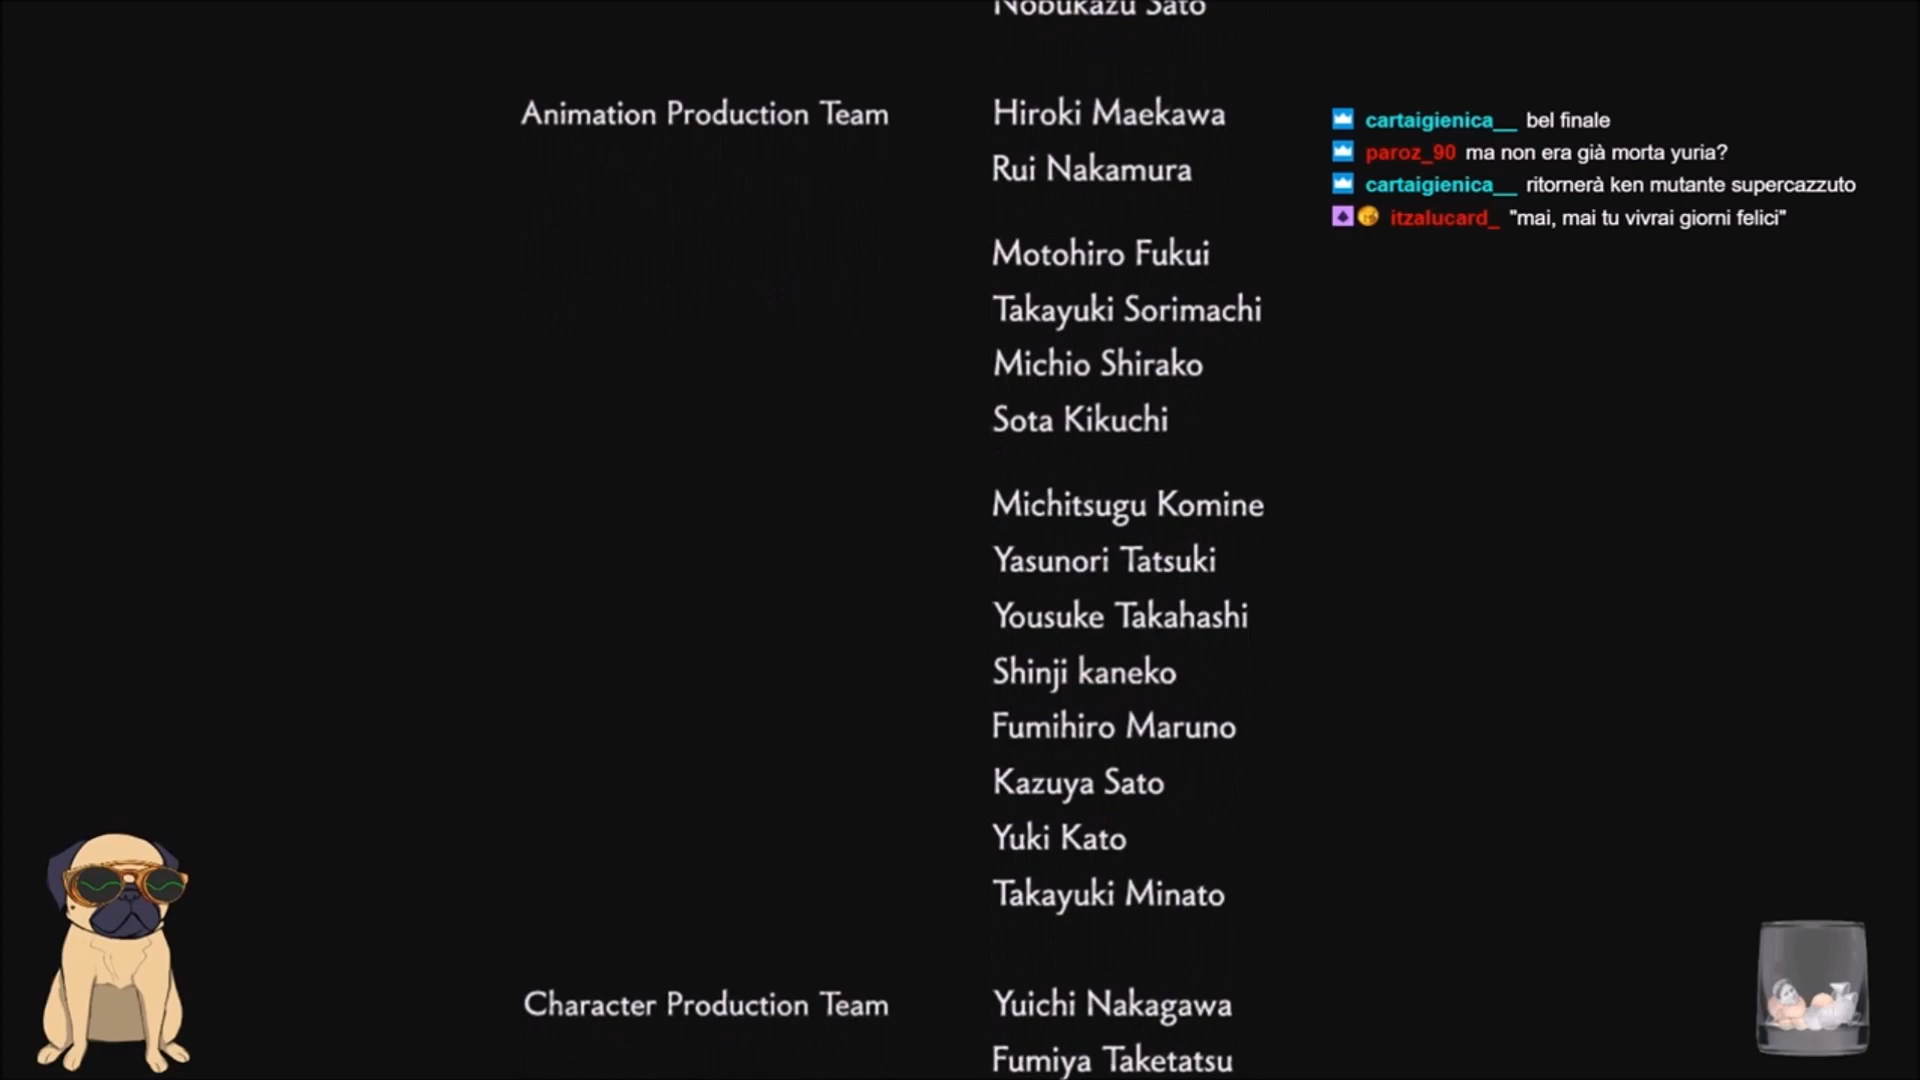 Nobukazu Sato
Animation Production Team
Hiroki Maekawa
Rui Nakamura
Motohiro Fukui
Takayuki Sorimachi
Michio Shirako
Sota Kikuchi
Michitsugu Komine
Yasunori Tatsuki
Yousuke Takahashi
Shinji kaneko
Fumihiro Maruno
Kazuya Sato
Yuki Kato
Takayuki Minato
Character Production Team
Yuichi Nakagawa
Fumiya Taketatsu
cartaigienica__ bel finale
paroz_90 ma non era già morta yuria?
cartaigienica__ ritornerà ken mutante supercazzuto
itzalucard_ "mai, mai tu vivrai giorni felici"